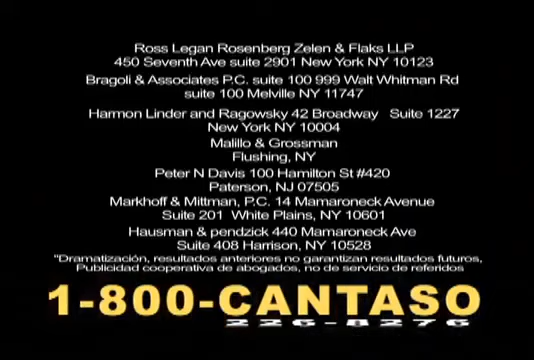 Ross Legan Rosenberg Zelen & Flaks LLP
450 Seventh Ave suite 2901 New York NY 10123
Bragoli & Associates P.C. suite 100 999 Walt Whitman Rd
suite 100 Melville NY 11747
Harmon Linder and Ragowsky 42 Broadway Suite 1227
New York NY 10004
Malillo & Grossman
Flushing, NY
Peter N Davis 100 Hamilton St #420
Paterson, NJ 07505
Markhoff & Mittman, P.C. 14 Mamaroneck Avenue
Suite 201 White Plains, NY 10601
Hausman & pendzick 440 Mamaroneck Ave
Suite 408 Harrison, NY 10528
"Dramatización, resultados anteriores no garantizan resultados futuros,
Publicidad cooperativa de abogados, no de servicio de referidos
1-800-CANTASO
226-8276